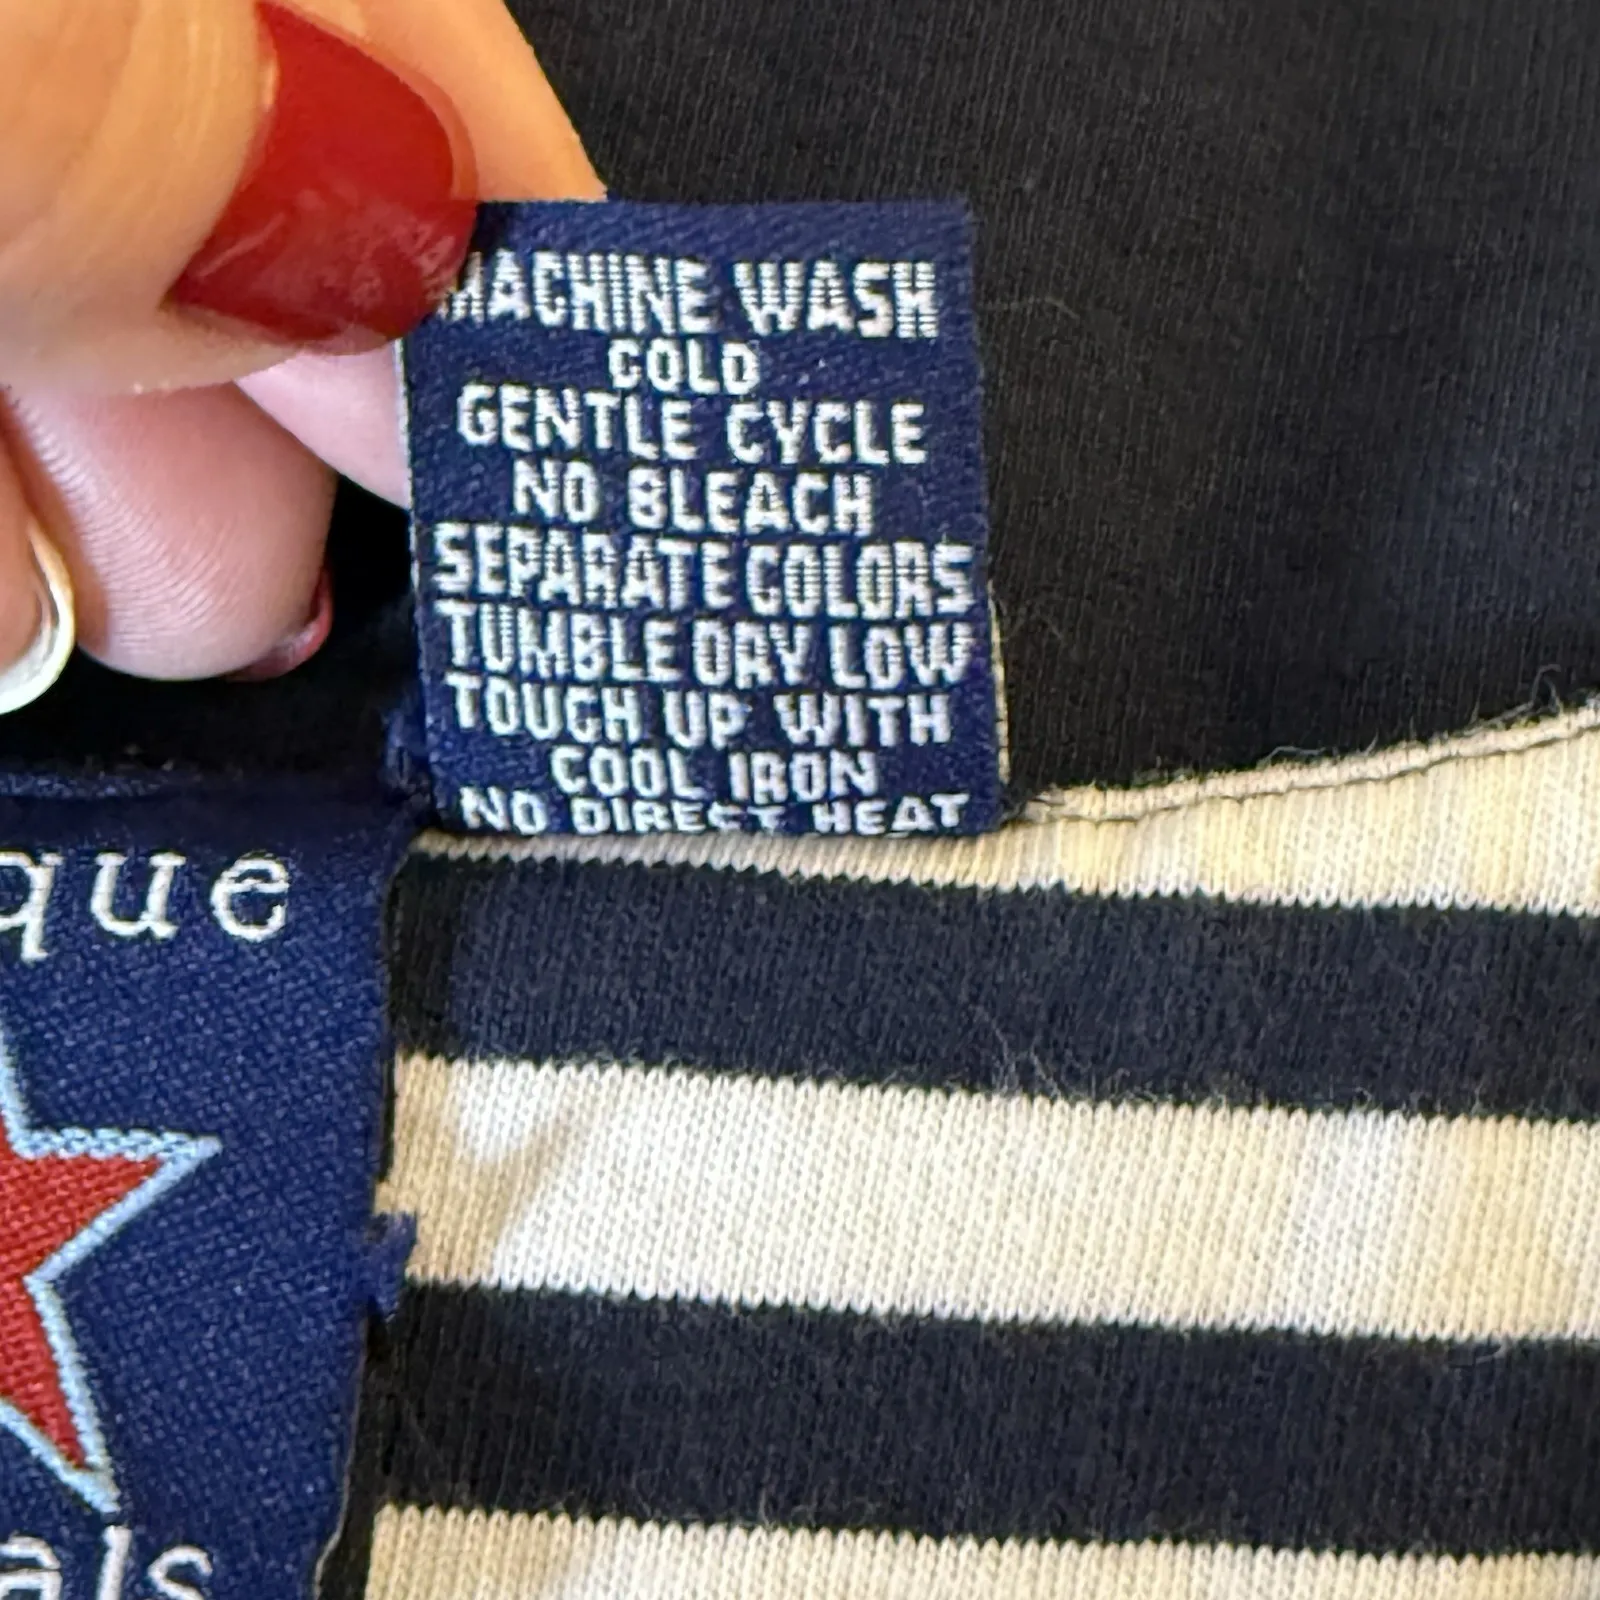 MACHINE WASH
COLD
GENTLE CYCLE
NO BLEACH
SEPARATE COLORS
TUMBLE DRY LOW
TOUGH UP WITH
COOL IRON
NO DIRECT HEAT
que
als